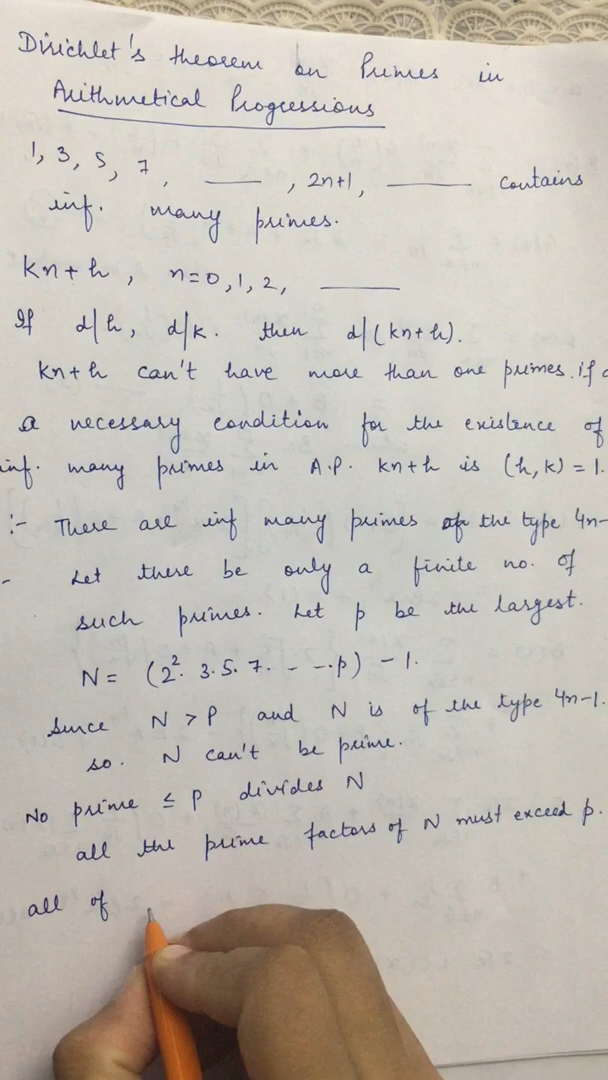 Dirichlet's theorem on Primes in
Arithmetical Progressions
1, 3, 5, 7, —— , 2n+1, ——— contains
inf. many primes.
kn+h, n=0,1,2, ———
If d/h, d/k. then d/(kn+h).
kn+h can't have more than one primes. if
a necessary condition for the existence of
inf. many primes in A.P. kn+h is (h,k)=1.
:- There are inf many primes of the type 4n-
- Let there be only a finite no. of
such primes. Let p be the largest.
N = (2². 3. 5. 7. - - -. p) - 1.
Since N > P and N is of the type 4n-1.
so. N can't be prime.
No prime ≤ p divides N
all the prime factors of N must exceed p.
all of